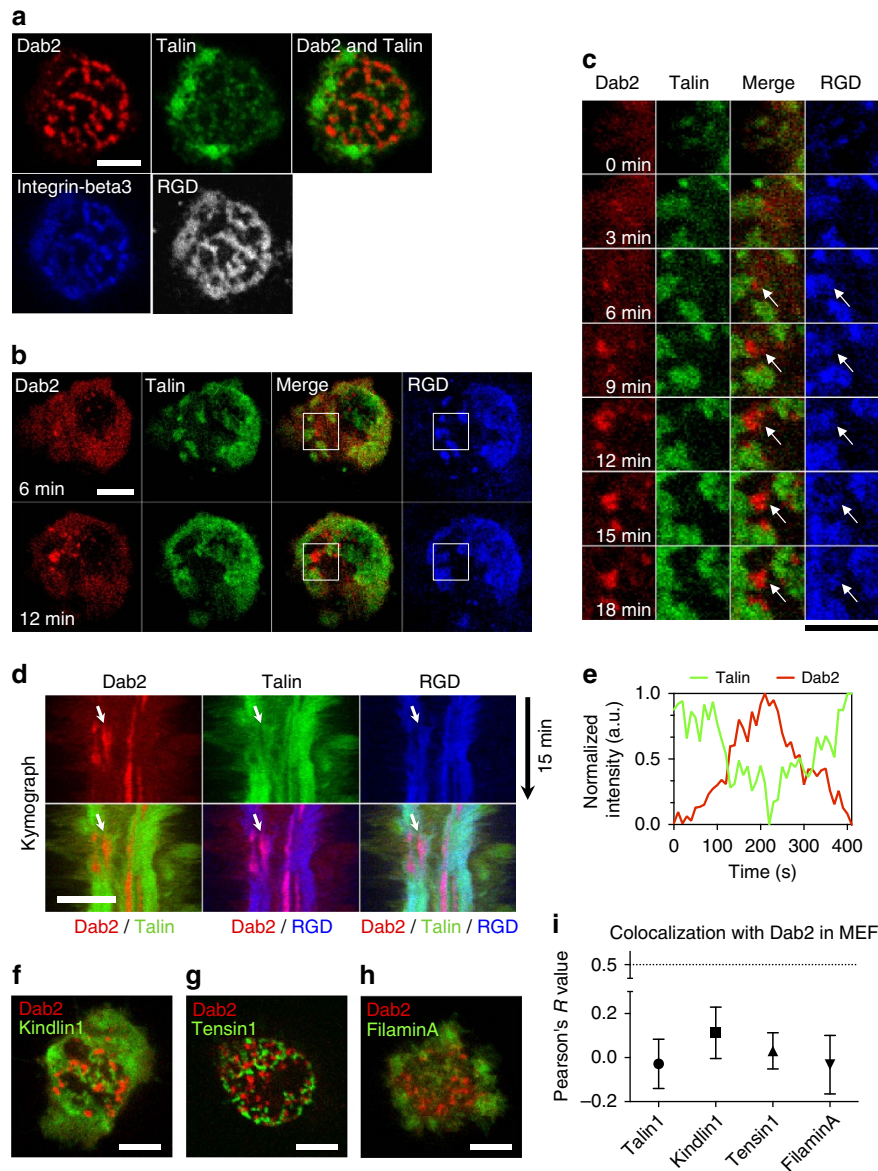 a
Dab2 Talin Dab2 and Talin
Integrin-beta3 RGD
b
Dab2 Talin Merge RGD
6 min
12 min
c
Dab2 Talin Merge RGD
0 min
3 min
6 min
9 min
12 min
15 min
18 min
d
Dab2 Talin RGD
Kymograph
15 min
Dab2 / Talin Dab2 / RGD Dab2 / Talin / RGD
e
Talin Dab2
Normalized
intensity (a.u.)
1.0
0.5
0.0
0 100 200 300 400
Time (s)
f
Dab2
Kindlin1
g
Dab2
Tensin1
h
Dab2
FilaminA
i
Colocalization with Dab2 in MEF
Pearson's R value
0.5
0.2
0.0
–0.2
Talin1
Kindlin1
Tensin1
FilaminA